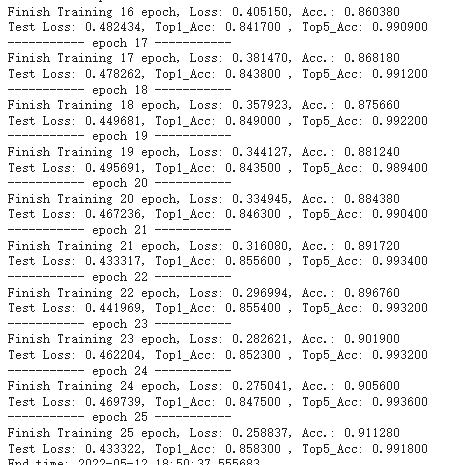 Finish Training 16 epoch, Loss: 0.405150, Acc.: 0.860380
Test Loss: 0.482434, Top1_Acc: 0.841700 , Top5_Acc: 0.990900
----------- epoch 17 -----------
Finish Training 17 epoch, Loss: 0.381470, Acc.: 0.868180
Test Loss: 0.478262, Top1_Acc: 0.843800 , Top5_Acc: 0.991200
----------- epoch 18 -----------
Finish Training 18 epoch, Loss: 0.357923, Acc.: 0.875660
Test Loss: 0.449681, Top1_Acc: 0.849000 , Top5_Acc: 0.992200
----------- epoch 19 -----------
Finish Training 19 epoch, Loss: 0.344127, Acc.: 0.881240
Test Loss: 0.495691, Top1_Acc: 0.843500 , Top5_Acc: 0.989400
----------- epoch 20 -----------
Finish Training 20 epoch, Loss: 0.334945, Acc.: 0.884380
Test Loss: 0.467236, Top1_Acc: 0.846300 , Top5_Acc: 0.990400
----------- epoch 21 -----------
Finish Training 21 epoch, Loss: 0.316080, Acc.: 0.891720
Test Loss: 0.433317, Top1_Acc: 0.855600 , Top5_Acc: 0.993400
----------- epoch 22 -----------
Finish Training 22 epoch, Loss: 0.296994, Acc.: 0.896760
Test Loss: 0.441969, Top1_Acc: 0.855400 , Top5_Acc: 0.993200
----------- epoch 23 -----------
Finish Training 23 epoch, Loss: 0.282621, Acc.: 0.901900
Test Loss: 0.462204, Top1_Acc: 0.852300 , Top5_Acc: 0.993200
----------- epoch 24 -----------
Finish Training 24 epoch, Loss: 0.275041, Acc.: 0.905600
Test Loss: 0.469739, Top1_Acc: 0.847500 , Top5_Acc: 0.993600
----------- epoch 25 -----------
Finish Training 25 epoch, Loss: 0.258837, Acc.: 0.911280
Test Loss: 0.433322, Top1_Acc: 0.858300 , Top5_Acc: 0.991800
End time: 2022-05-12 18:50:37.555683